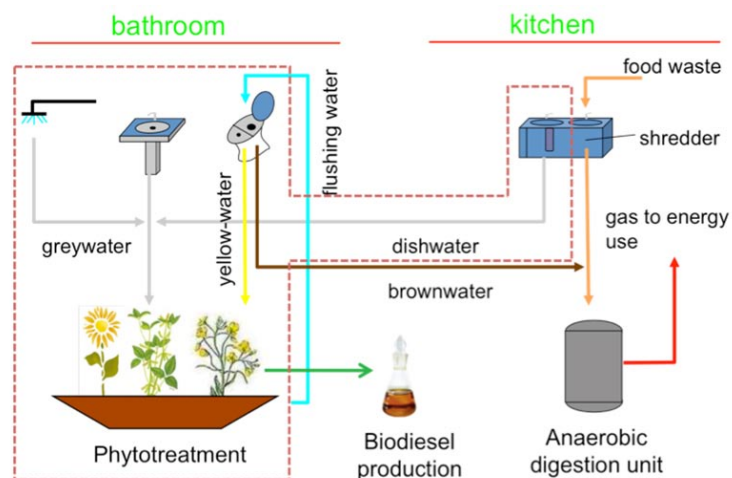 bathroom
kitchen
food waste
flushing water
shredder
gas to energy
use
greywater
yellow-water
dishwater
brownwater
Phytotreatment
Biodiesel
production
Anaerobic
digestion unit